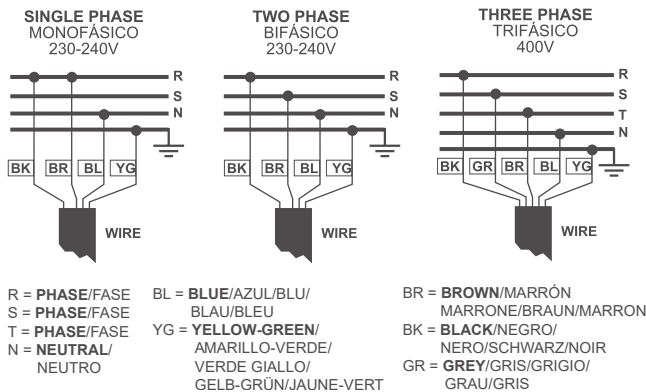 SINGLE PHASE
MONOFÁSICO
230-240V
R
S
N
BK
BR
BL
YG
WIRE
TWO PHASE
BIFÁSICO
230-240V
R
S
N
BK
BR
BL
YG
WIRE
THREE PHASE
TRIFÁSICO
400V
R
S
T
N
BK
GR
BR
BL
YG
WIRE
R = PHASE/FASE
S = PHASE/FASE
T = PHASE/FASE
N = NEUTRAL/
NEUTRO
BL = BLUE/AZUL/BLU/
BLAU/BLEU
YG = YELLOW-GREEN/
AMARILLO-VERDE/
VERDE GIALLO/
GELB-GRÜN/JAUNE-VERT
BR = BROWN/MARRÓN
MARRONE/BRAUN/MARRON
BK = BLACK/NEGRO/
NERO/SCHWARZ/NOIR
GR = GREY/GRIS/GRIGIO/
GRAU/GRIS